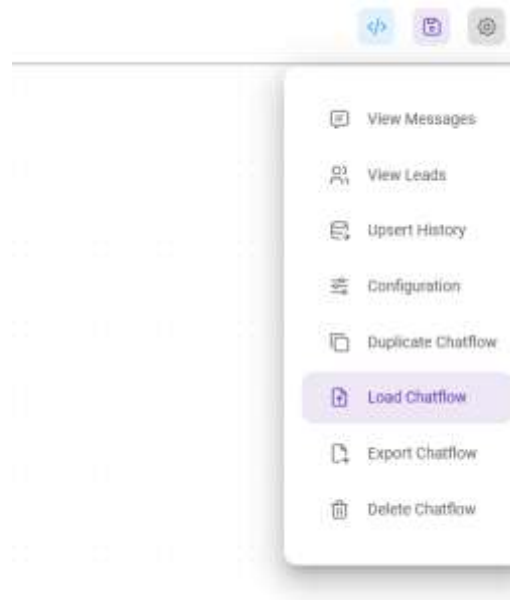 </>
View Messages
View Leads
Upsert History
Configuration
Duplicate Chatflow
Load Chatflow
Export Chatflow
Delete Chatflow